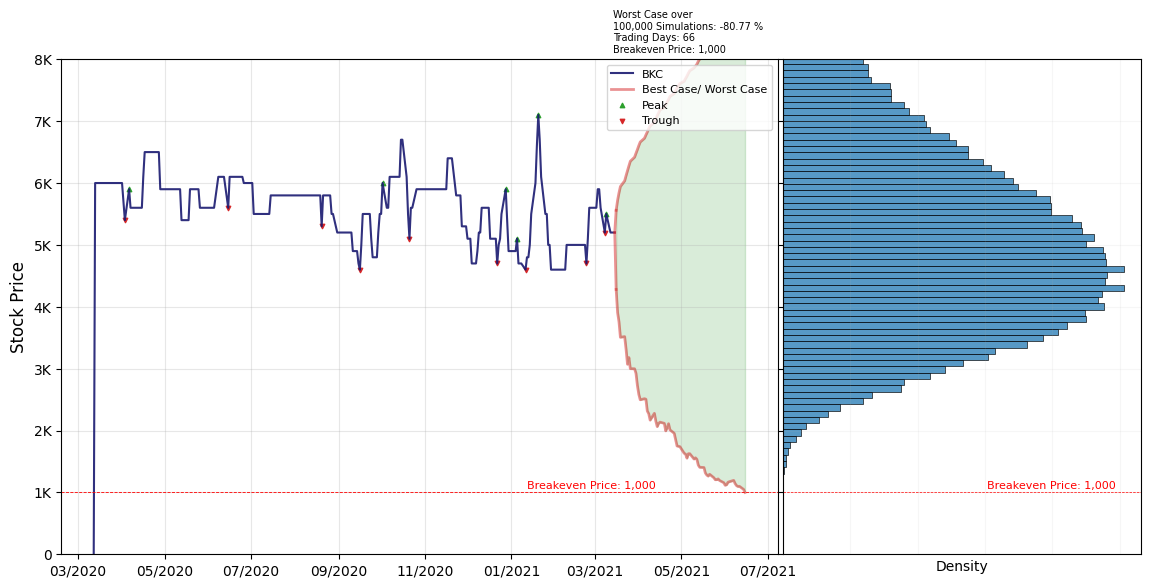 Worst Case over
100,000 Simulations: -80.77 %
Trading Days: 66
Breakeven Price: 1,000
BKC
Best Case/ Worst Case
Peak
Trough
8K
7K
6K
5K
4K
3K
2K
1K
0
Stock Price
Breakeven Price: 1,000
Breakeven Price: 1,000
03/2020
05/2020
07/2020
09/2020
11/2020
01/2021
03/2021
05/2021
07/2021
Density